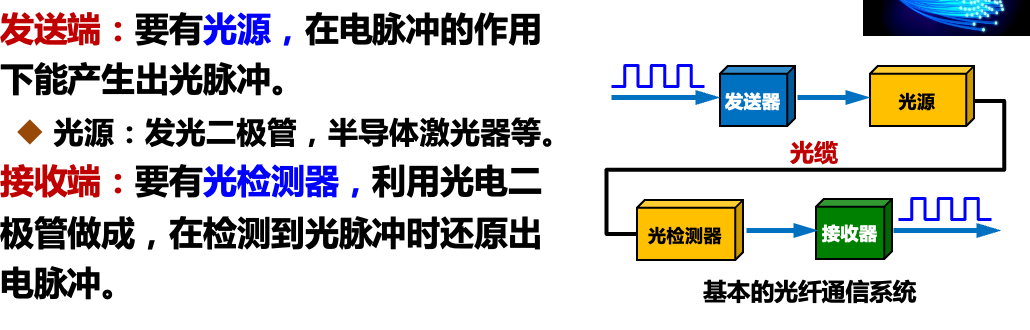 发送端：要有光源，在电脉冲的作用
下能产生出光脉冲。
光源：发光二极管，半导体激光器等。
接收端：要有光检测器，利用光电二
极管做成，在检测到光脉冲时还原出
电脉冲。
发送器
光源
光缆
光检测器
接收器
基本的光纤通信系统